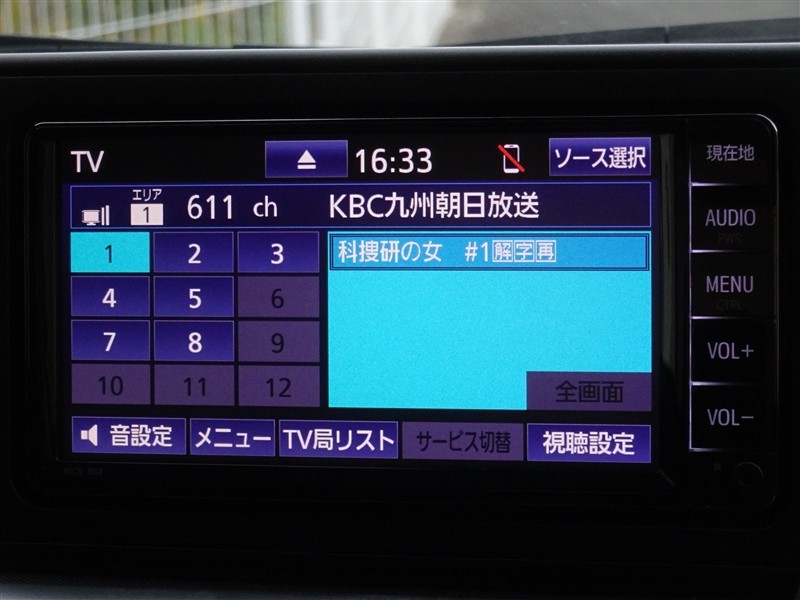 TV 16:33 ソース選択
エリア
1 611 ch KBC九州朝日放送
1 2 3 科捜研の女 #1解字再
4 5 6
7 8 9
10 11 12 全画面
音設定 メニュー TV局リスト サービス切替 視聴設定
現在地
AUDIO
PWR
MENU
CTRL
VOL+
VOL-